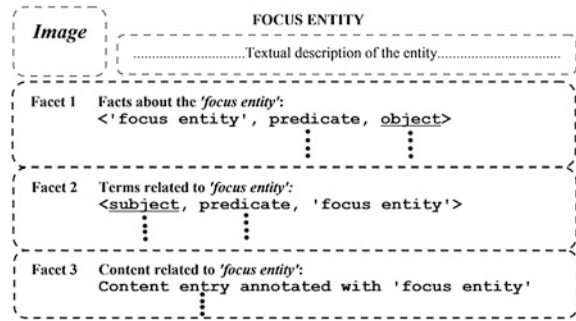 Image
FOCUS ENTITY
..............................Textual description of the entity..............................
Facet 1 Facts about the 'focus entity':
<'focus entity', predicate, object>
Facet 2 Terms related to 'focus entity':
<subject, predicate, 'focus entity'>
Facet 3 Content related to 'focus entity':
Content entry annotated with 'focus entity'